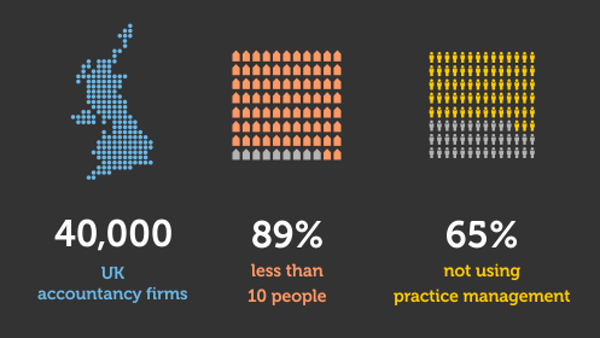 40,000
UK
accountancy firms
89%
less than
10 people
65%
not using
practice management